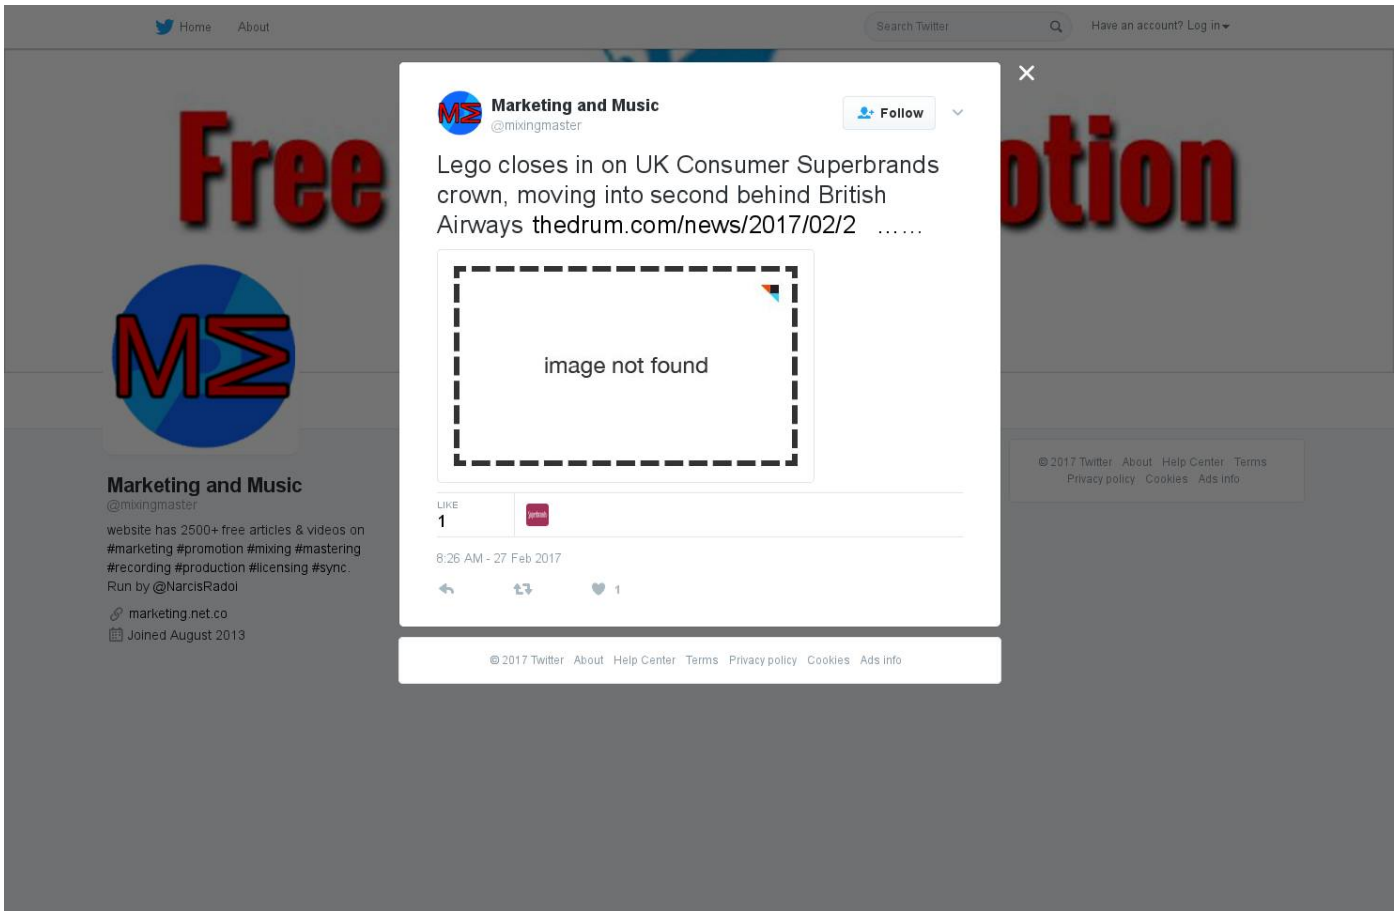 Home About
Search Twitter
Have an account? Log in
Free
otion
Marketing and Music
@mixingmaster
Follow
Lego closes in on UK Consumer Superbrands
crown, moving into second behind British
Airways thedrum.com/news/2017/02/2 ……
image not found
LIKE
1
Superbrands
8:26 AM - 27 Feb 2017
1
© 2017 Twitter About Help Center Terms Privacy policy Cookies Ads info
ME
Marketing and Music
@mixingmaster
website has 2500+ free articles & videos on
#marketing #promotion #mixing #mastering
#recording #production #licensing #sync.
Run by @NarcisRadoi
marketing.net.co
Joined August 2013
© 2017 Twitter About Help Center Terms
Privacy policy Cookies Ads info